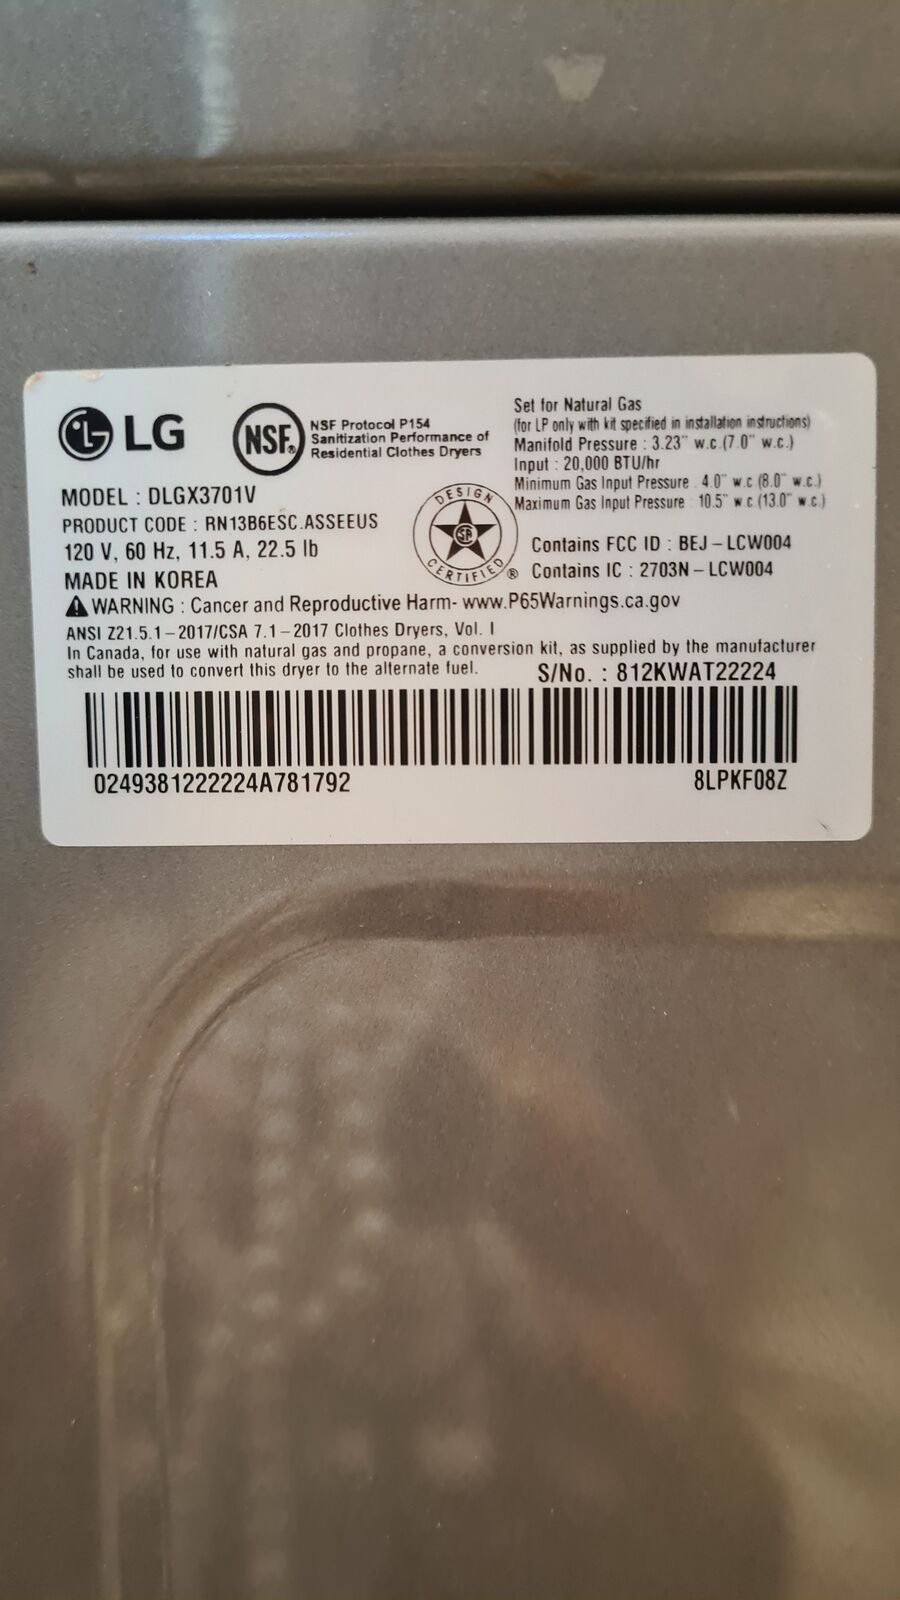 LG
NSF®
NSF Protocol P154
Sanitization Performance of
Residential Clothes Dryers
MODEL : DLGX3701V
PRODUCT CODE : RN13B6ESC.ASSEEUS
120 V, 60 Hz, 11.5 A, 22.5 lb
MADE IN KOREA
DESIGN
CERTIFIED ®
Set for Natural Gas
(for LP only with kit specified in installation instructions)
Manifold Pressure : 3.23" w.c.(7.0" w.c.)
Input : 20,000 BTU/hr
Minimum Gas Input Pressure : 4.0" w.c (8.0" w.c.)
Maximum Gas Input Pressure : 10.5" w.c.(13.0" w.c.)
Contains FCC ID : BEJ-LCW004
Contains IC : 2703N-LCW004
⚠ WARNING : Cancer and Reproductive Harm- www.P65Warnings.ca.gov
ANSI Z21.5.1-2017/CSA 7.1-2017 Clothes Dryers, Vol. I
In Canada, for use with natural gas and propane, a conversion kit, as supplied by the manufacturer
shall be used to convert this dryer to the alternate fuel.
S/No. : 812KWAT22224
0249381222224A781792
8LPKF08Z